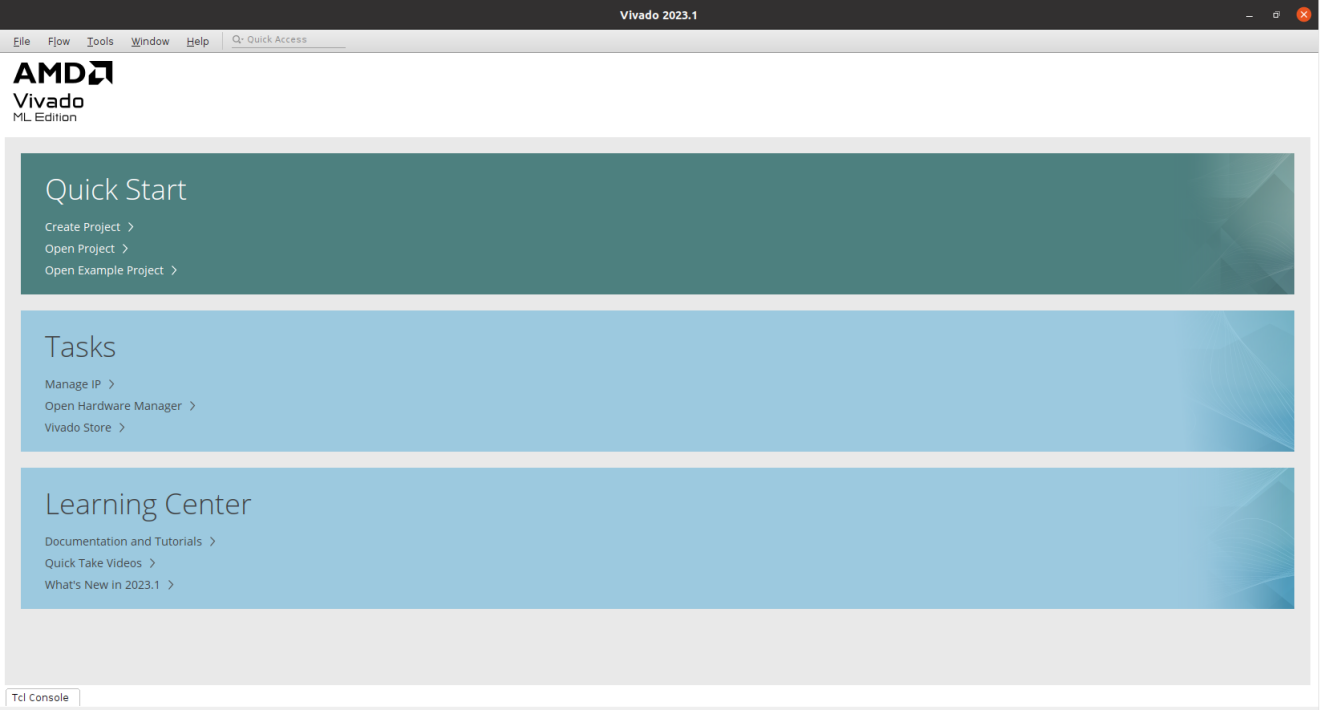 Vivado 2023.1
File Flow Tools Window Help Quick Access
AMD
Vivado
ML Edition
Quick Start
Create Project >
Open Project >
Open Example Project >
Tasks
Manage IP >
Open Hardware Manager >
Vivado Store >
Learning Center
Documentation and Tutorials >
Quick Take Videos >
What's New in 2023.1 >
Tcl Console